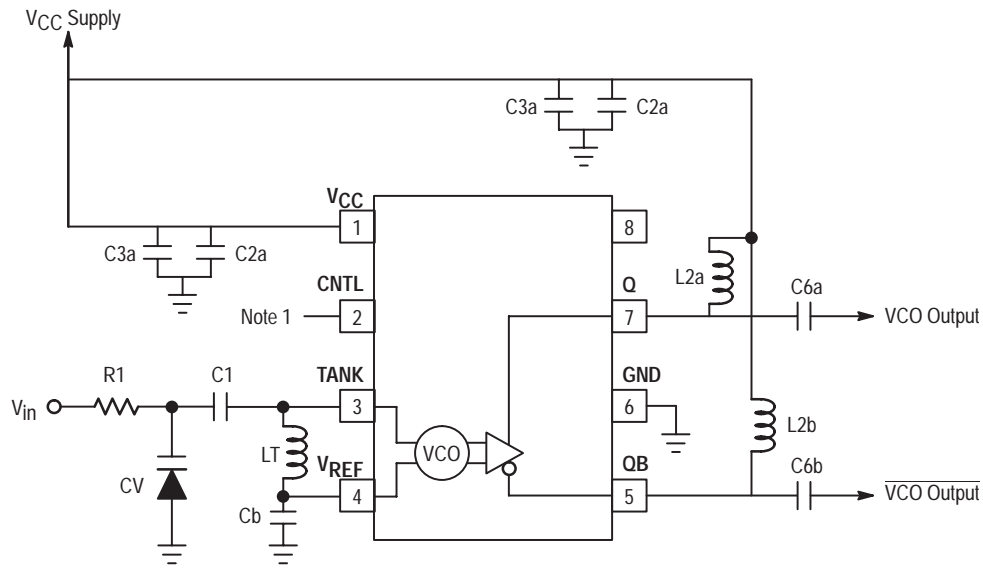 VCC Supply
C3a
C2a
VCC
1
8
C3a
C2a
L2a
CNTL
Q
C6a
Note 1
2
7
VCO Output
R1
C1
TANK
GND
Vin
3
6
L2b
LT
VREF
VCO
QB
C6b
CV
4
5
VCO Output
Cb